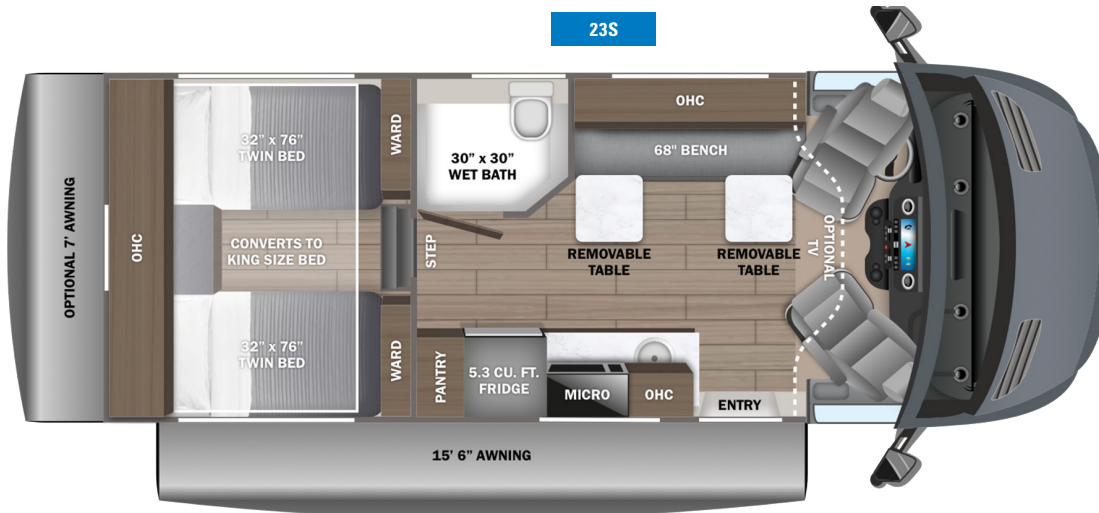 23S
OPTIONAL 7' AWNING
OHC
32” x 76”
TWIN BED
WARD
CONVERTS TO
KING SIZE BED
STEP
32” x 76”
TWIN BED
WARD
30” x 30”
WET BATH
OHC
68" BENCH
REMOVABLE
TABLE
REMOVABLE
TABLE
OPTIONAL
TV
PANTRY
5.3 CU. FT.
FRIDGE
MICRO
OHC
ENTRY
15’ 6” AWNING